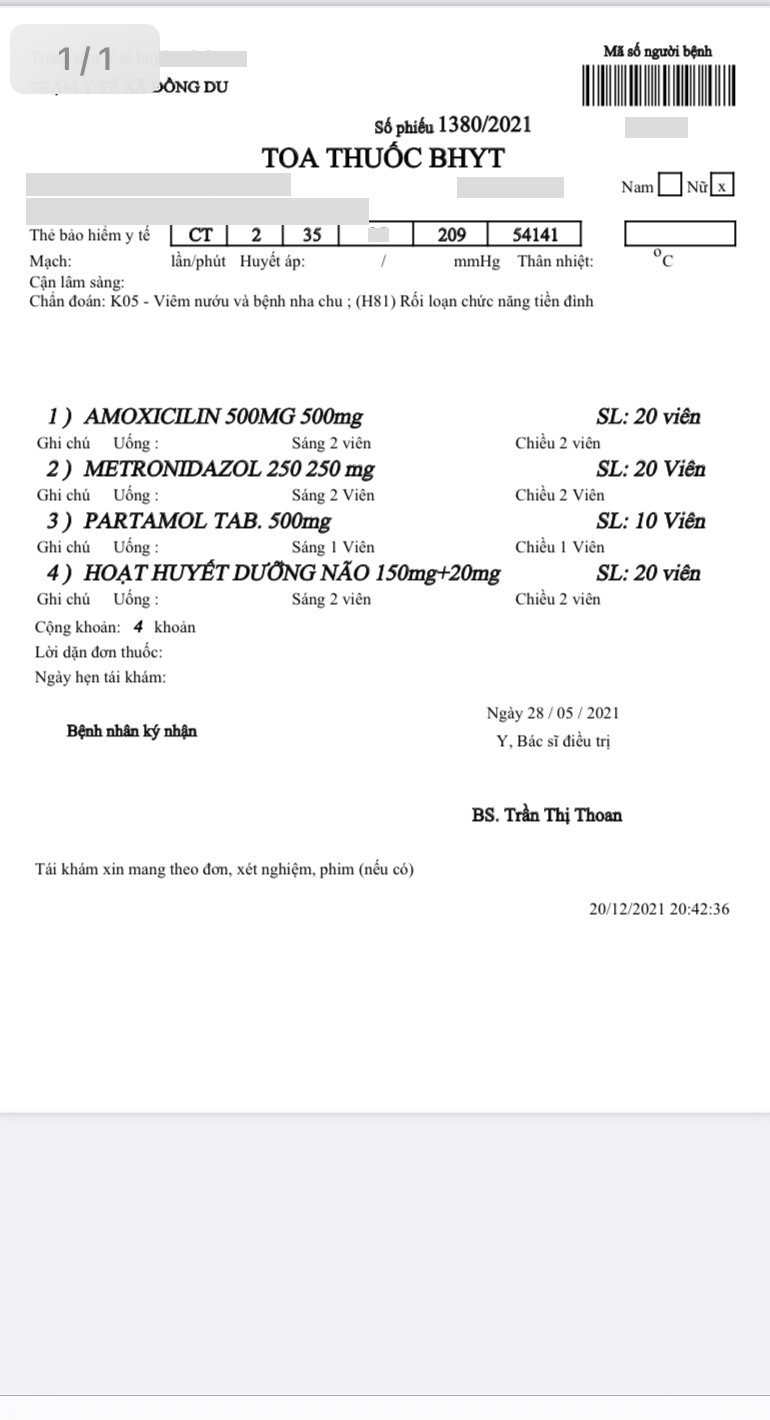 1/1
Mã số người bệnh
TRẠM Y TẾ XÃ ĐÔNG DU
Số phiếu 1380/2021
TOA THUỐC BHYT
Nam Nữ x
Thẻ bảo hiểm y tế CT 2 35 209 54141
Mạch: lần/phút Huyết áp: / mmHg Thân nhiệt: °C
Cận lâm sàng:
Chẩn đoán: K05 - Viêm nướu và bệnh nha chu ; (H81) Rối loạn chức năng tiền đình
1 ) AMOXICILIN 500MG 500mg SL: 20 viên
Ghi chú Uống : Sáng 2 viên Chiều 2 viên
2 ) METRONIDAZOL 250 250 mg SL: 20 Viên
Ghi chú Uống : Sáng 2 Viên Chiều 2 Viên
3 ) PARTAMOL TAB. 500mg SL: 10 Viên
Ghi chú Uống : Sáng 1 Viên Chiều 1 Viên
4 ) HOẠT HUYẾT DƯỠNG NÃO 150mg+20mg SL: 20 viên
Ghi chú Uống : Sáng 2 viên Chiều 2 viên
Cộng khoản: 4 khoản
Lời dặn đơn thuốc:
Ngày hẹn tái khám:
Ngày 28 / 05 / 2021
Bệnh nhân ký nhận
Y, Bác sĩ điều trị
BS. Trần Thị Thoan
Tái khám xin mang theo đơn, xét nghiệm, phim (nếu có)
20/12/2021 20:42:36